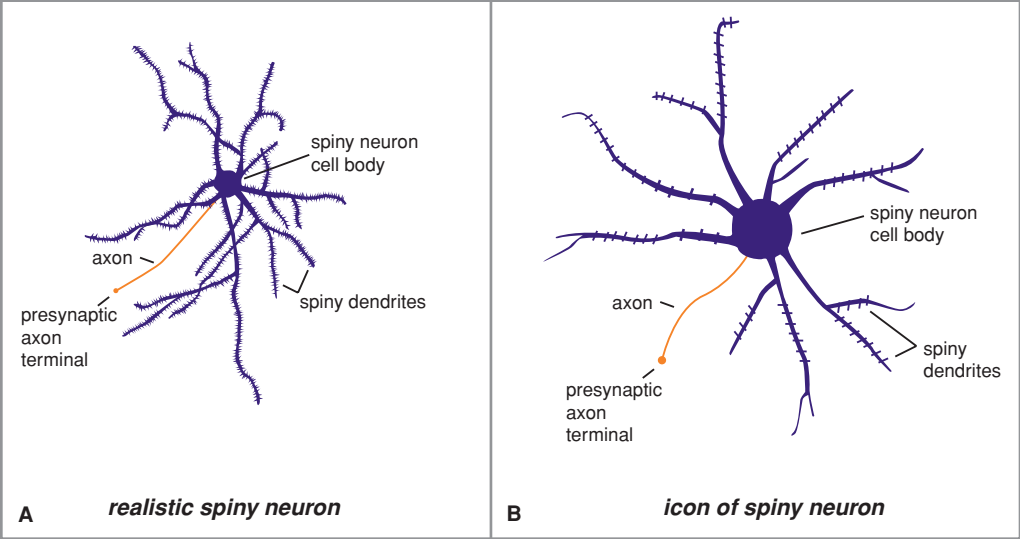 spiny neuron
cell body
axon
spiny dendrites
presynaptic
axon
terminal
A
realistic spiny neuron
spiny neuron
cell body
axon
spiny
dendrites
presynaptic
axon
terminal
B
icon of spiny neuron